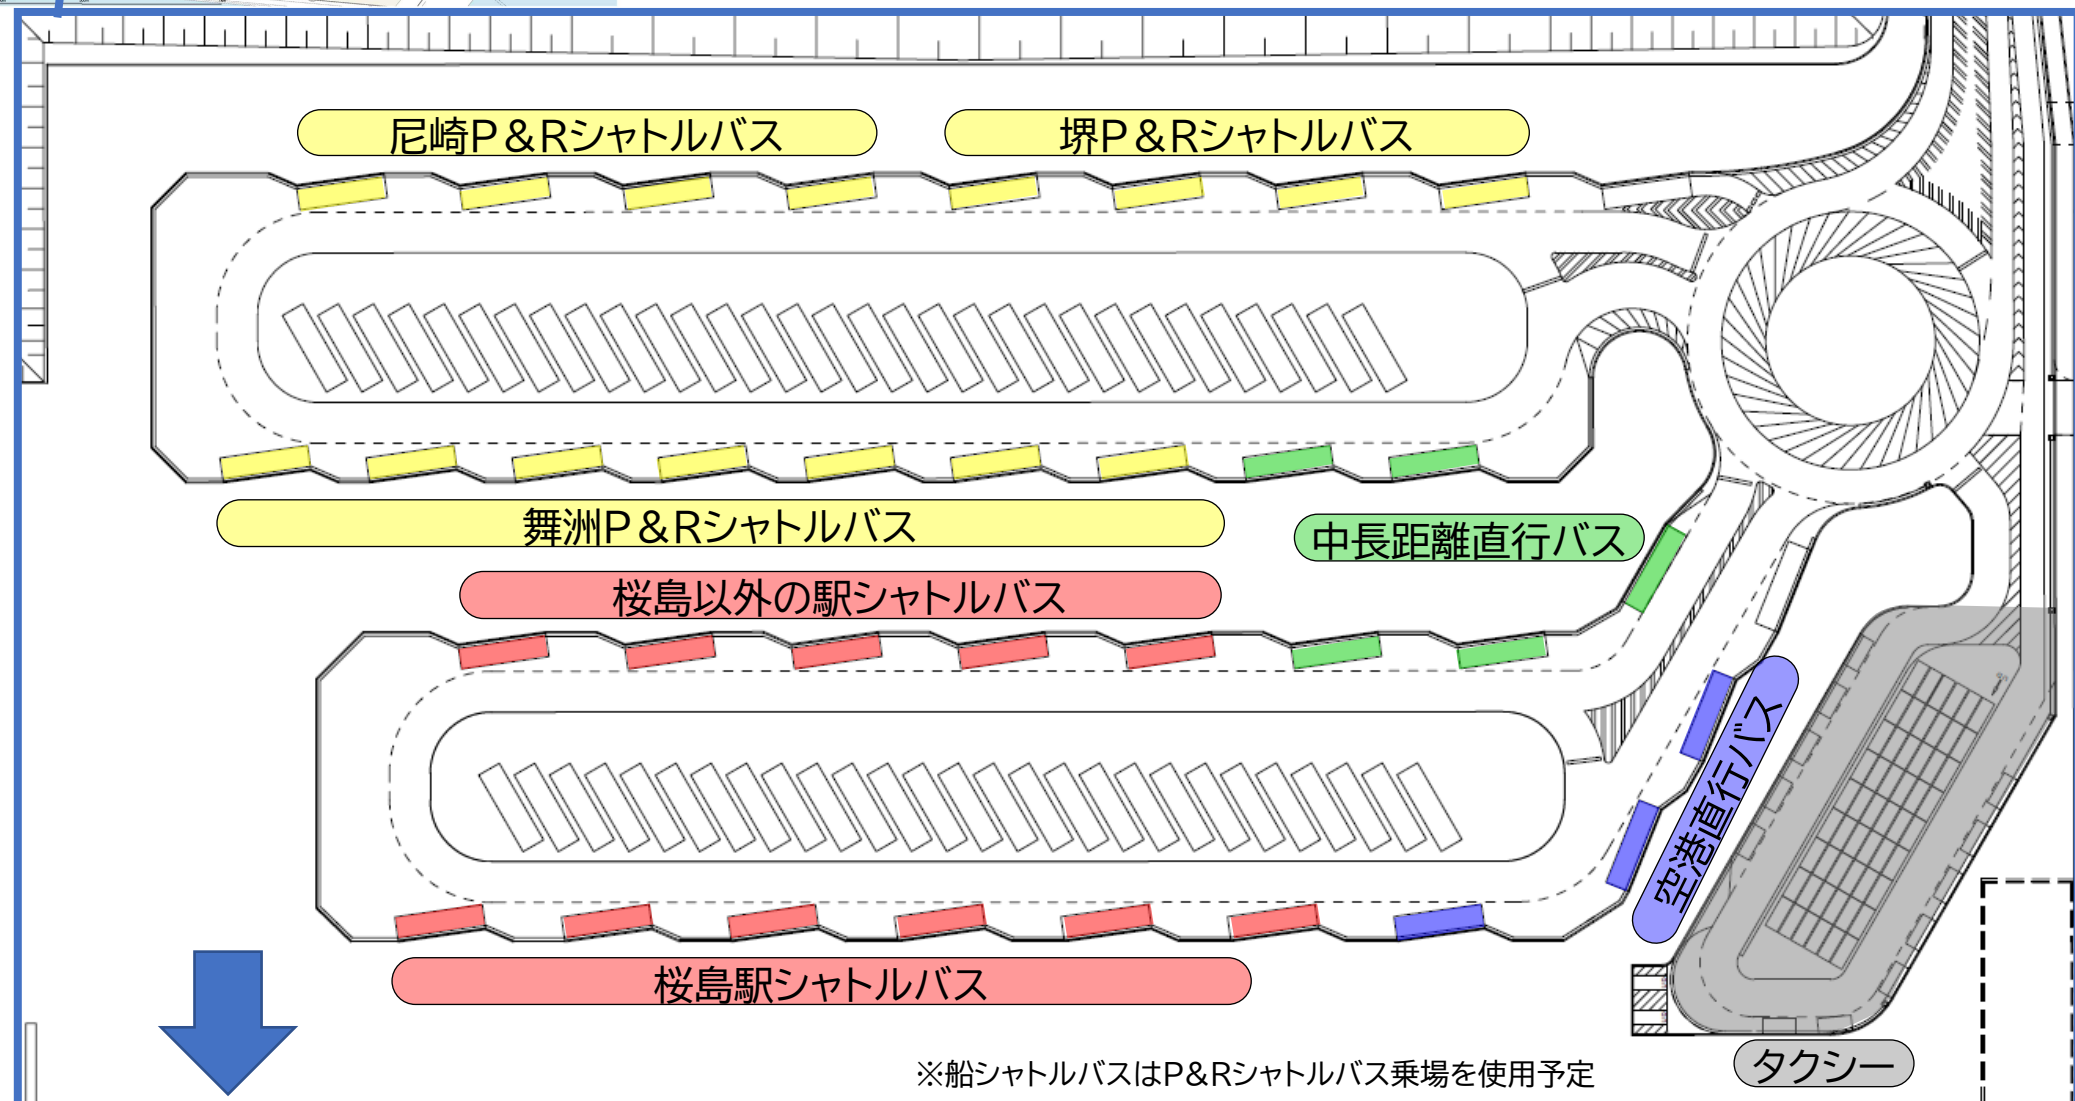 尼崎P&Rシャトルバス
堺P&Rシャトルバス
舞洲P&Rシャトルバス
中長距離直行バス
桜島以外の駅シャトルバス
空港直行バス
桜島駅シャトルバス
※船シャトルバスはP&Rシャトルバス乗場を使用予定
タクシー